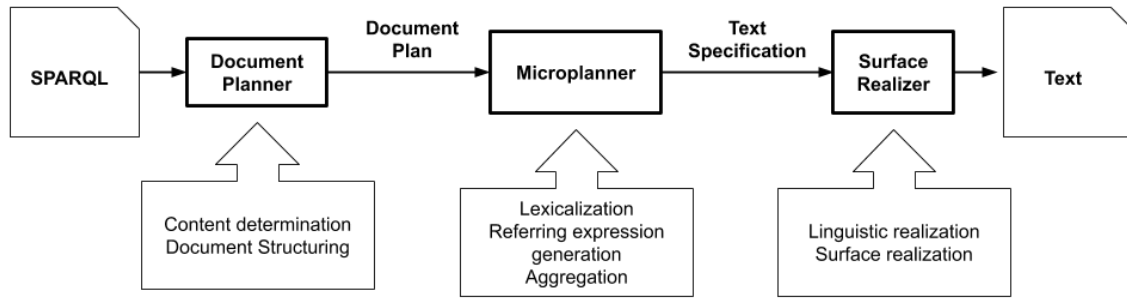 SPARQL
Document
Planner
Document
Plan
Microplanner
Text
Specification
Surface
Realizer
Text
Content determination
Document Structuring
Lexicalization
Referring expression
generation
Aggregation
Linguistic realization
Surface realization